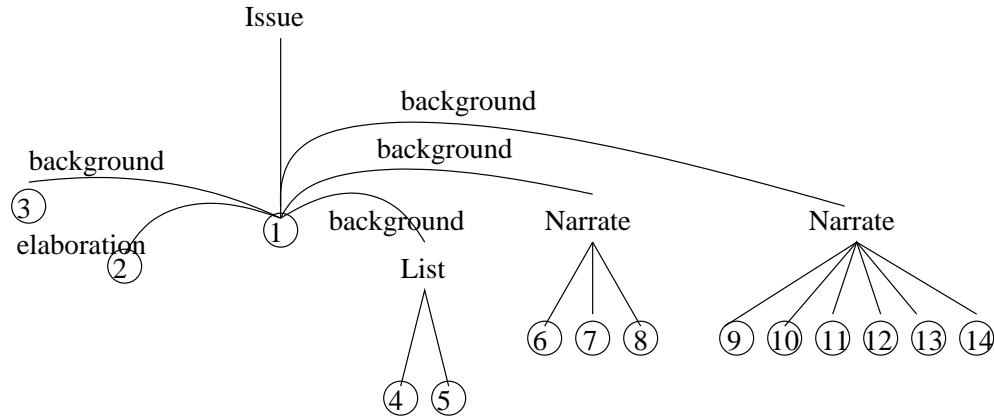 Issue
background
background
background
3
1
background
Narrate
Narrate
elaboration
2
List
6 7 8
9 10 11 12 13 14
4 5